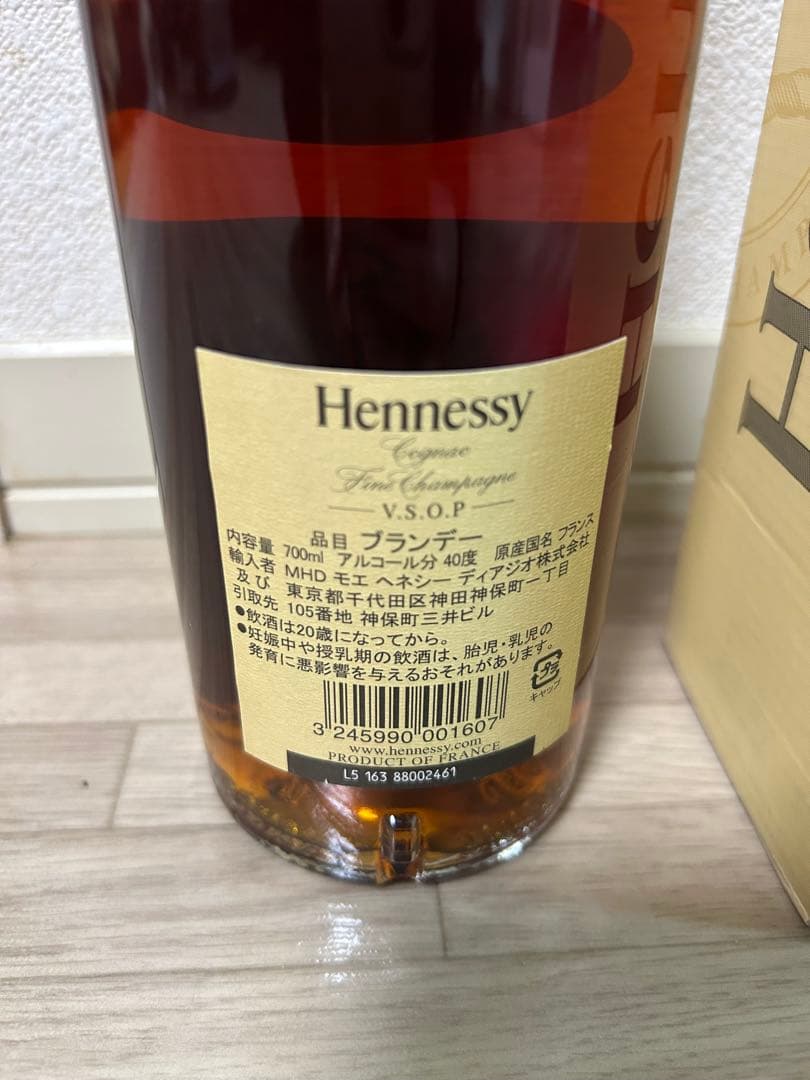 Hennessy
Cognac
Fine Champagne
V.S.O.P
品目 ブランデー
内容量 700ml アルコール分 40度 原産国名 フランス
輸入者 MHD モエ ヘネシー ディアジオ株式会社
及び 東京都千代田区神田神保町一丁目
引取先 105番地 神保町三井ビル
●飲酒は20歳になってから。
●妊娠中や授乳期の飲酒は、胎児・乳児の
発育に悪影響を与えるおそれがあります。
プラ
キャップ
3 245990 001607
www.hennessy.com
PRODUCT OF FRANCE
L5 163 88002461